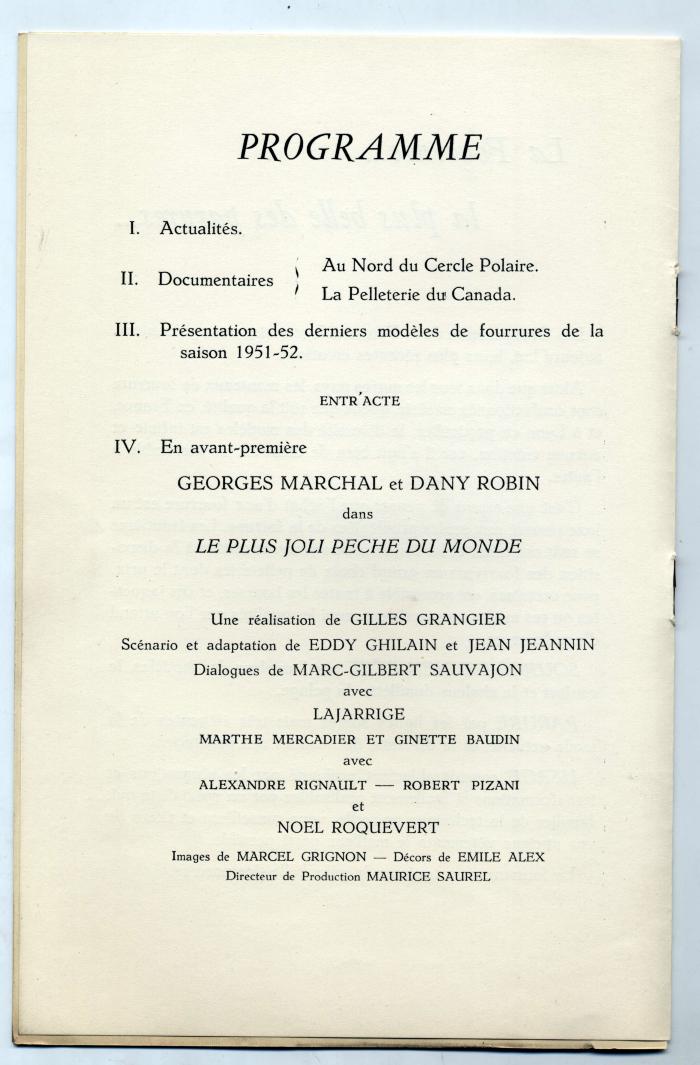 PROGRAMME
I. Actualités.
II. Documentaires
Au Nord du Cercle Polaire.
La Pelleterie du Canada.
III. Présentation des derniers modèles de fourrures de la
saison 1951-52.
ENTR'ACTE
IV. En avant-première
GEORGES MARCHAL et DANY ROBIN
dans
LE PLUS JOLI PECHE DU MONDE
Une réalisation de GILLES GRANGIER
Scénario et adaptation de EDDY GHILAIN et JEAN JEANNIN
Dialogues de MARC-GILBERT SAUVAJON
avec
LAJARRIGE
MARTHE MERCADIER ET GINETTE BAUDIN
avec
ALEXANDRE RIGNAULT — ROBERT PIZANI
et
NOEL ROQUEVERT
Images de MARCEL GRIGNON — Décors de EMILE ALEX
Directeur de Production MAURICE SAUREL